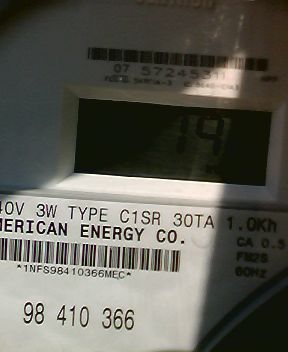 07 5724531
19
40V 3W TYPE C1SR 30TA 1.0Kh
MERICAN ENERGY CO.
CA 0.5
FM2S
60Hz
*1NFS98410366MEC*
98 410 366